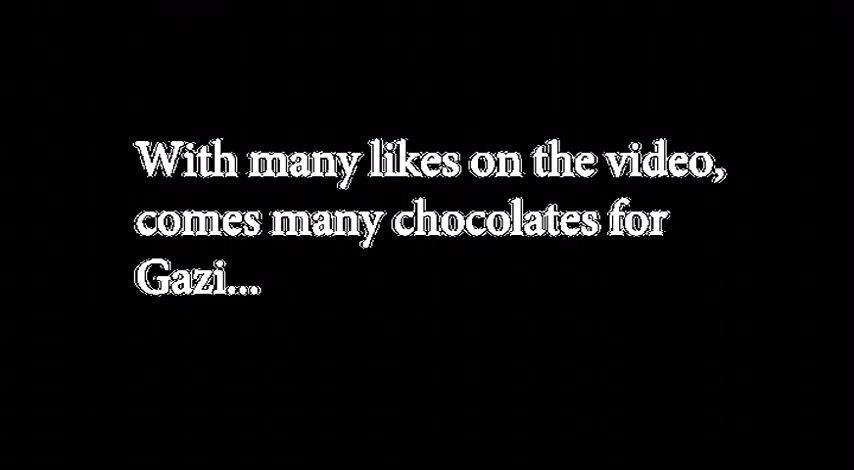 With many likes on the video,
comes many chocolates for
Gazi...